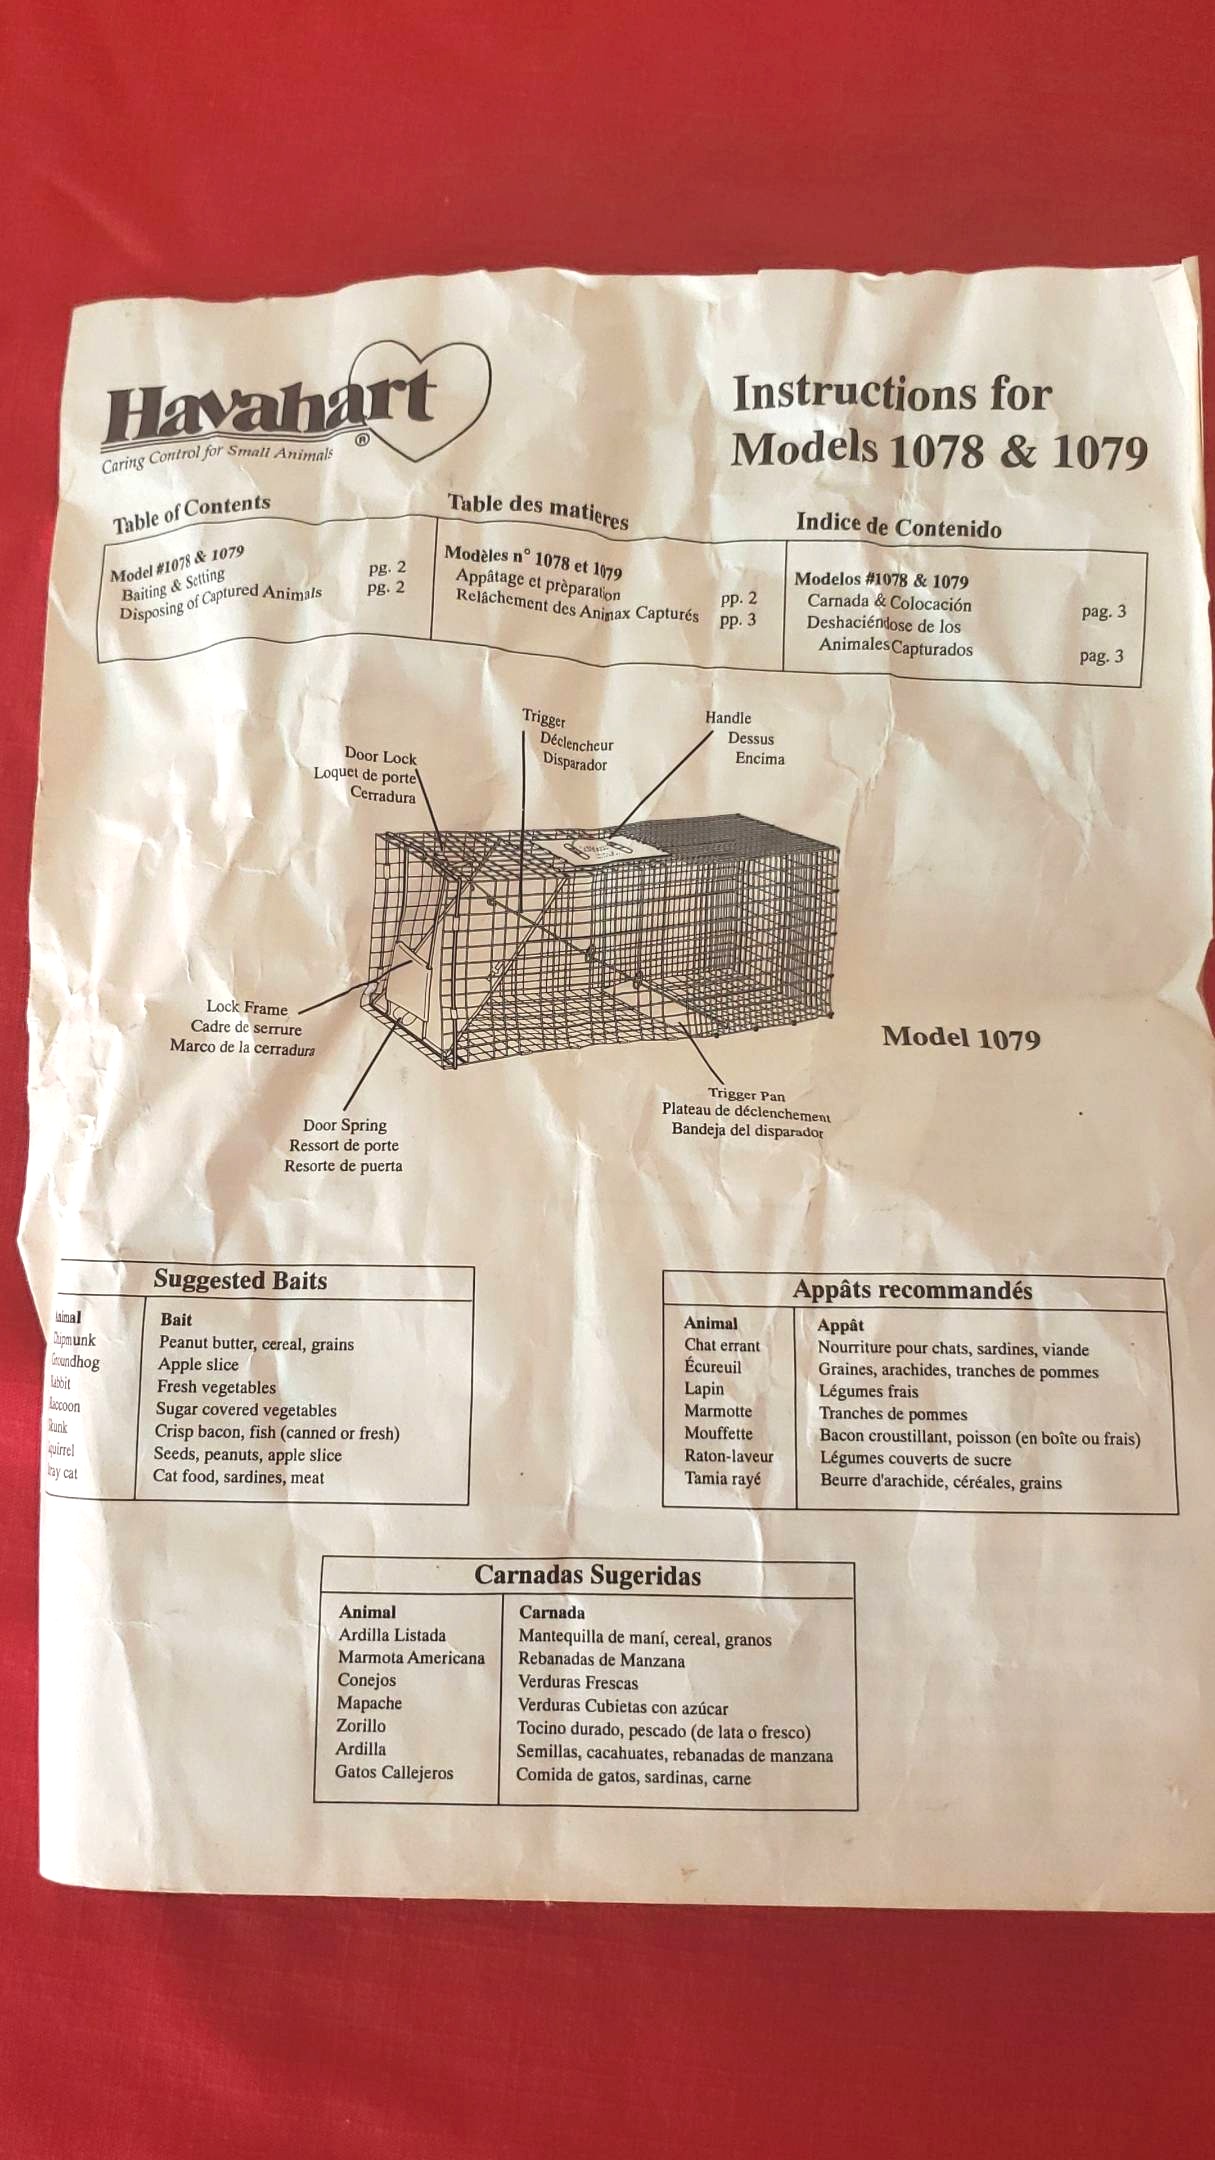 Havahart
®
Caring Control for Small Animals
Instructions for
Models 1078 & 1079
Table of Contents
Model #1078 & 1079
Baiting & Setting pg. 2
Disposing of Captured Animals pg. 2
Table des matieres
Modèles n° 1078 et 1079
Appâtage et prèparation pp. 2
Relâchement des Animax Capturés pp. 3
Indice de Contenido
Modelos #1078 & 1079
Carnada & Colocación pag. 3
Deshaciéndose de los
Animales Capturados pag. 3
Trigger
Déclencheur
Disparador
Handle
Dessus
Encima
Door Lock
Loquet de porte
Cerradura
Lock Frame
Cadre de serrure
Marco de la cerradura
Model 1079
Door Spring
Ressort de porte
Resorte de puerta
Trigger Pan
Plateau de déclenchement
Bandeja del disparador
Suggested Baits
Animal Bait
Chipmunk Peanut butter, cereal, grains
Groundhog Apple slice
Rabbit Fresh vegetables
Raccoon Sugar covered vegetables
Skunk Crisp bacon, fish (canned or fresh)
Squirrel Seeds, peanuts, apple slice
Stray cat Cat food, sardines, meat
Appâts recommandés
Animal Appât
Chat errant Nourriture pour chats, sardines, viande
Écureuil Graines, arachides, tranches de pommes
Lapin Légumes frais
Marmotte Tranches de pommes
Mouffette Bacon croustillant, poisson (en boîte ou frais)
Raton-laveur Légumes couverts de sucre
Tamia rayé Beurre d'arachide, céréales, grains
Carnadas Sugeridas
Animal Carnada
Ardilla Listada Mantequilla de maní, cereal, granos
Marmota Americana Rebanadas de Manzana
Conejos Verduras Frescas
Mapache Verduras Cubietas con azúcar
Zorillo Tocino durado, pescado (de lata o fresco)
Ardilla Semillas, cacahuates, rebanadas de manzana
Gatos Callejeros Comida de gatos, sardinas, carne